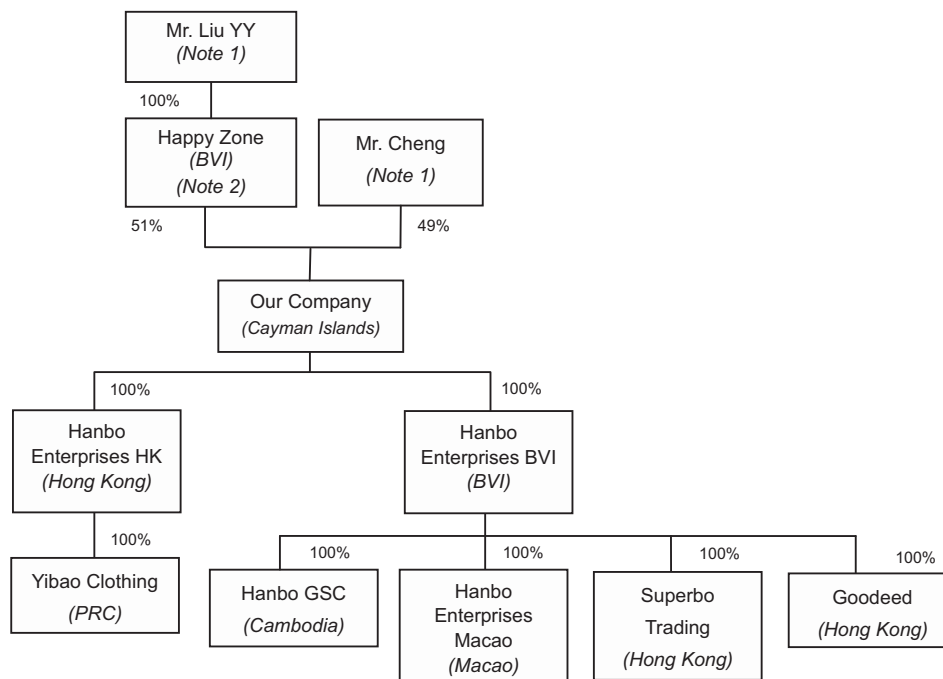 Mr. Liu YY
(Note 1)
100%
Happy Zone
(BVI)
(Note 2)
Mr. Cheng
(Note 1)
51%
49%
Our Company
(Cayman Islands)
100%
100%
Hanbo
Enterprises HK
(Hong Kong)
Hanbo
Enterprises BVI
(BVI)
100%
100%
100%
100%
100%
Yibao Clothing
(PRC)
Hanbo GSC
(Cambodia)
Hanbo
Enterprises
Macao
(Macao)
Superbo
Trading
(Hong Kong)
Goodeed
(Hong Kong)